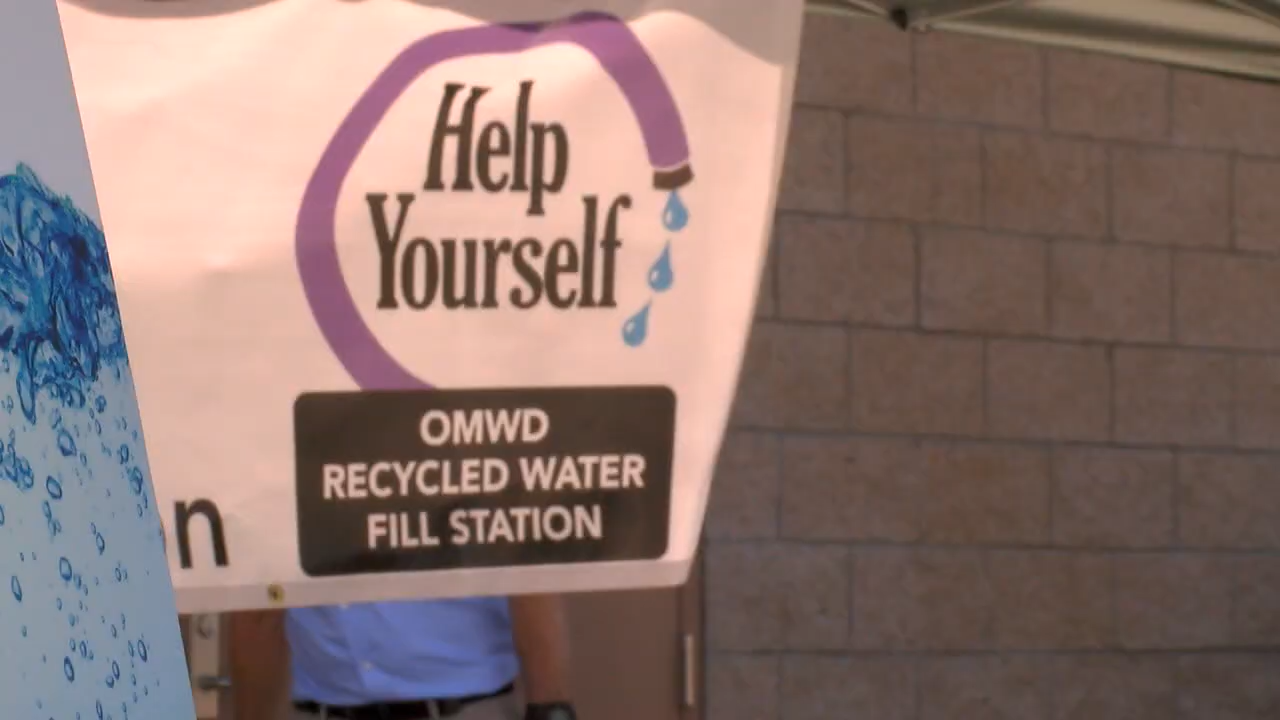 Help
Yourself
OMWD
RECYCLED WATER
FILL STATION
n